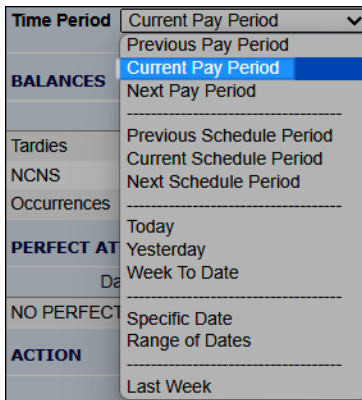 Time Period Current Pay Period
Previous Pay Period
Current Pay Period
BALANCES
Next Pay Period
-----------------------------------
Previous Schedule Period
Tardies
Current Schedule Period
NCNS
Next Schedule Period
Occurrences
-----------------------------------
Today
PERFECT AT
Yesterday
Week To Date
Da
-----------------------------------
NO PERFECT
Specific Date
Range of Dates
ACTION
-----------------------------------
Last Week